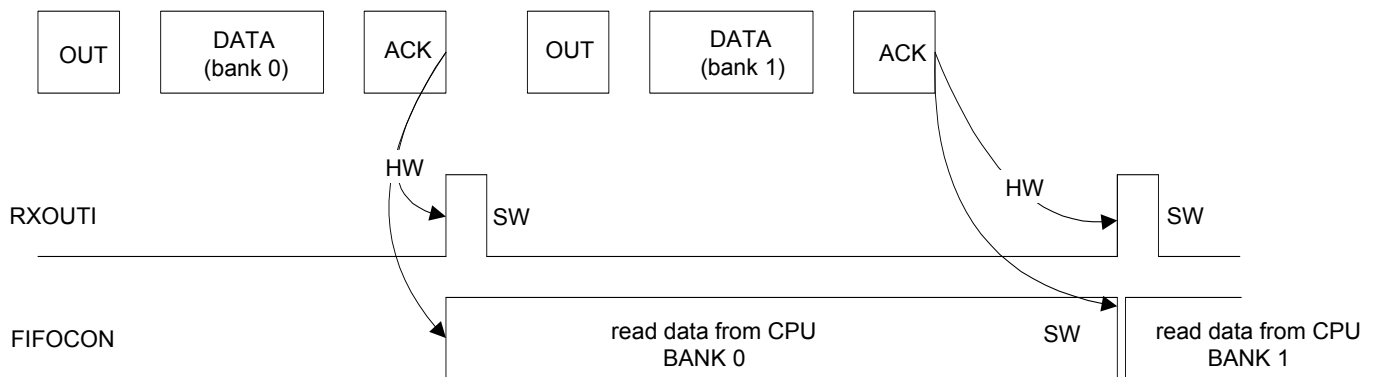 OUT
DATA
(bank 0)
ACK
OUT
DATA
(bank 1)
ACK
HW
HW
RXOUTI
SW
SW
FIFOCON
read data from CPU
BANK 0
SW
read data from CPU
BANK 1